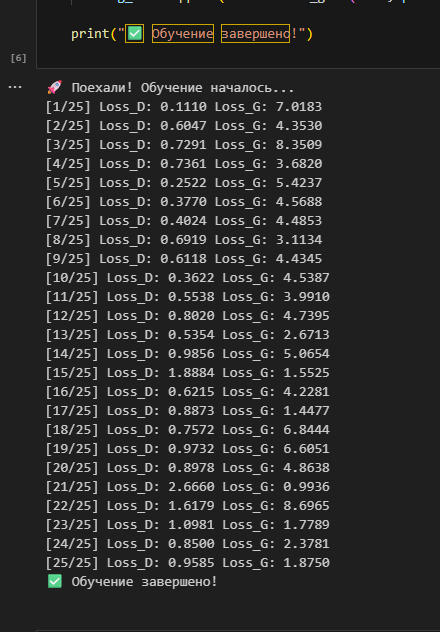 print("✅ Обучение завершено!")
[6]
...
🚀 Поехали! Обучение началось...
[1/25] Loss_D: 0.1110 Loss_G: 7.0183
[2/25] Loss_D: 0.6047 Loss_G: 4.3530
[3/25] Loss_D: 0.7291 Loss_G: 8.3509
[4/25] Loss_D: 0.7361 Loss_G: 3.6820
[5/25] Loss_D: 0.2522 Loss_G: 5.4237
[6/25] Loss_D: 0.3770 Loss_G: 4.5688
[7/25] Loss_D: 0.4024 Loss_G: 4.4853
[8/25] Loss_D: 0.6919 Loss_G: 3.1134
[9/25] Loss_D: 0.6118 Loss_G: 4.4345
[10/25] Loss_D: 0.3622 Loss_G: 4.5387
[11/25] Loss_D: 0.5538 Loss_G: 3.9910
[12/25] Loss_D: 0.8020 Loss_G: 4.7395
[13/25] Loss_D: 0.5354 Loss_G: 2.6713
[14/25] Loss_D: 0.9856 Loss_G: 5.0654
[15/25] Loss_D: 1.8884 Loss_G: 1.5525
[16/25] Loss_D: 0.6215 Loss_G: 4.2281
[17/25] Loss_D: 0.8873 Loss_G: 1.4477
[18/25] Loss_D: 0.7572 Loss_G: 6.8444
[19/25] Loss_D: 0.9732 Loss_G: 6.6051
[20/25] Loss_D: 0.8978 Loss_G: 4.8638
[21/25] Loss_D: 2.6660 Loss_G: 0.9936
[22/25] Loss_D: 1.6179 Loss_G: 8.6965
[23/25] Loss_D: 1.0981 Loss_G: 1.7789
[24/25] Loss_D: 0.8500 Loss_G: 2.3781
[25/25] Loss_D: 0.9585 Loss_G: 1.8750
✅ Обучение завершено!